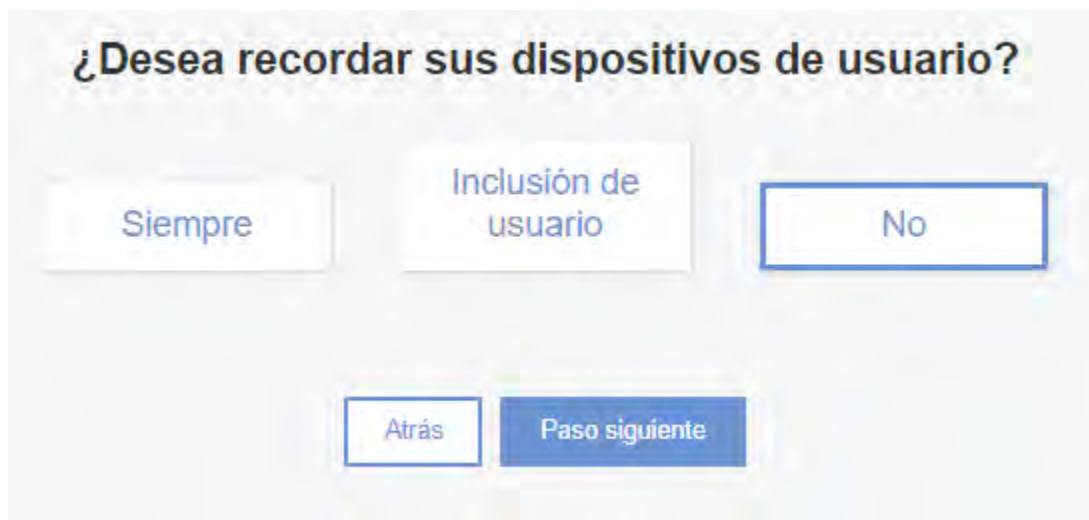 ¿Desea recordar sus dispositivos de usuario?
Siempre
Inclusión de
usuario
No
Atrás
Paso siguiente